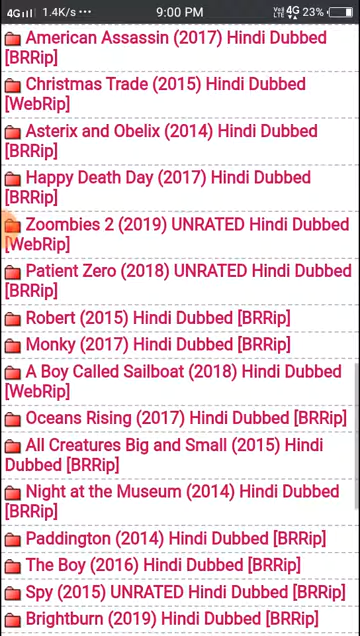 4G 1.4K/s ••• 9:00 PM VoI LTE 4G 23%
American Assassin (2017) Hindi Dubbed
[BRRip]
Christmas Trade (2015) Hindi Dubbed
[WebRip]
Asterix and Obelix (2014) Hindi Dubbed
[BRRip]
Happy Death Day (2017) Hindi Dubbed
[BRRip]
Zoombies 2 (2019) UNRATED Hindi Dubbed
[WebRip]
Patient Zero (2018) UNRATED Hindi Dubbed
[BRRip]
Robert (2015) Hindi Dubbed [BRRip]
Monky (2017) Hindi Dubbed [BRRip]
A Boy Called Sailboat (2018) Hindi Dubbed
[WebRip]
Oceans Rising (2017) Hindi Dubbed [BRRip]
All Creatures Big and Small (2015) Hindi
Dubbed [BRRip]
Night at the Museum (2014) Hindi Dubbed
[BRRip]
Paddington (2014) Hindi Dubbed [BRRip]
The Boy (2016) Hindi Dubbed [BRRip]
Spy (2015) UNRATED Hindi Dubbed [BRRip]
Brightburn (2019) Hindi Dubbed [BRRip]